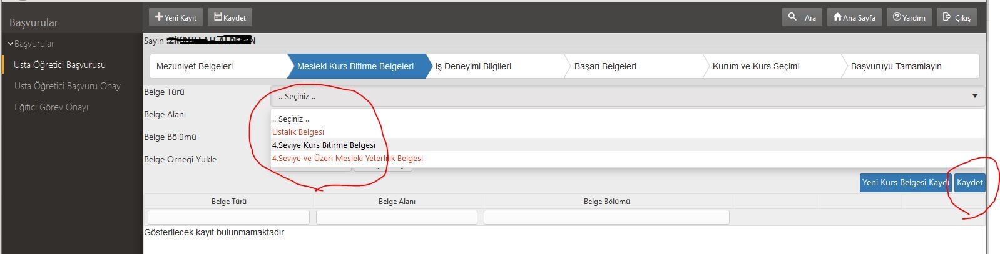 Başvurular
Yeni Kayıt Kaydet Ara Ana Sayfa Yardım Çıkış
Başvurular
Usta Öğretici Başvurusu
Usta Öğretici Başvuru Onay
Eğitici Görev Onayı
Sayın :
Mezuniyet Belgeleri Mesleki Kurs Bitirme Belgeleri İş Deneyimi Bilgileri Başarı Belgeleri Kurum ve Kurs Seçimi Başvuruyu Tamamlayın
Belge Türü .. Seçiniz ..
Belge Alanı
.. Seçiniz ..
Ustalık Belgesi
Belge Bölümü
4.Seviye Kurs Bitirme Belgesi
4.Seviye ve Üzeri Mesleki Yeterlilik Belgesi
Belge Örneği Yükle
Yeni Kurs Belgesi Kaydı Kaydet
Belge Türü Belge Alanı Belge Bölümü
Gösterilecek kayıt bulunmamaktadır.